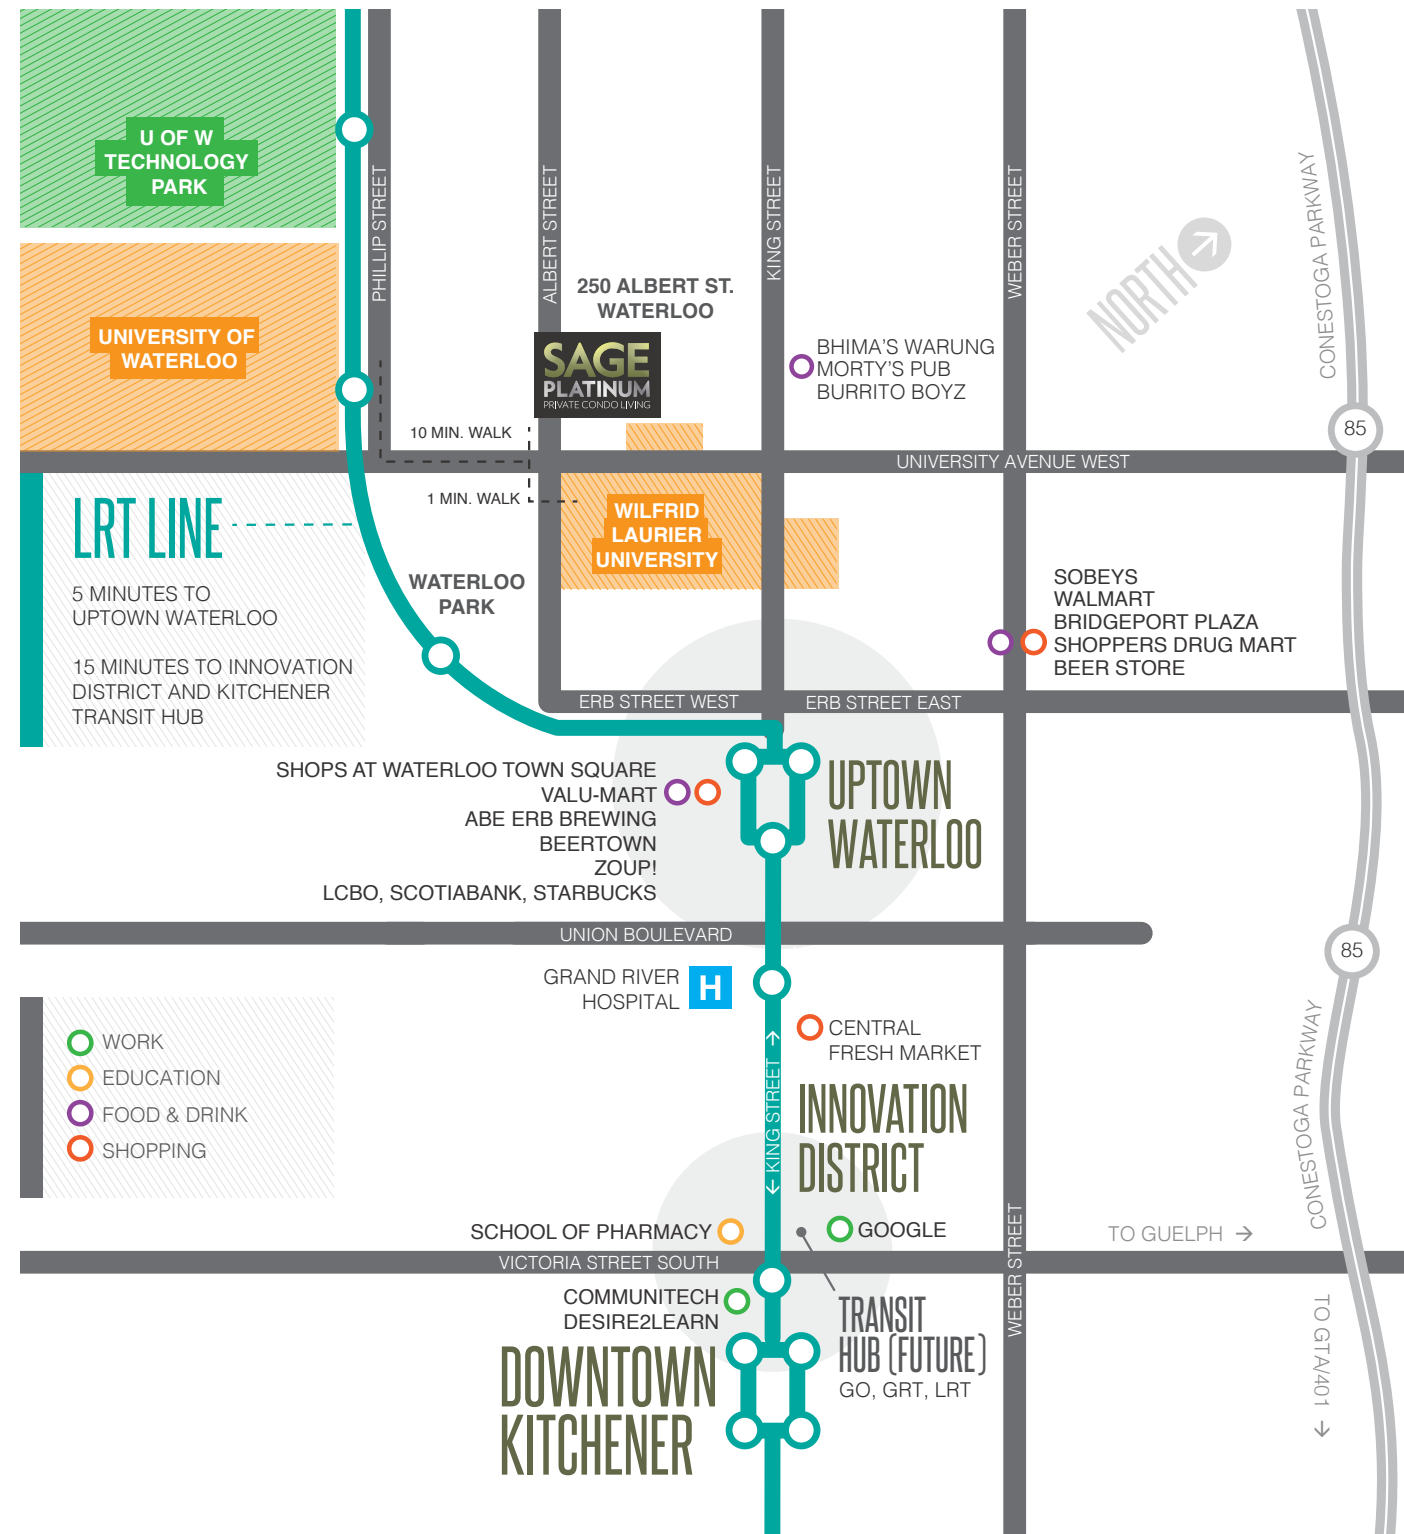 U OF W
TECHNOLOGY
PARK
PHILLIP STREET
ALBERT STREET
KING STREET
WEBER STREET
CONESTOGA PARKWAY
NORTH
250 ALBERT ST.
WATERLOO
UNIVERSITY OF
WATERLOO
SAGE
PLATINUM
PRIVATE CONDO LIVING
BHIMA'S WARUNG
MORTY'S PUB
BURRITO BOYZ
85
10 MIN. WALK
UNIVERSITY AVENUE WEST
1 MIN. WALK
LRT LINE
5 MINUTES TO
UPTOWN WATERLOO
15 MINUTES TO INNOVATION
DISTRICT AND KITCHENER
TRANSIT HUB
WILFRID
LAURIER
UNIVERSITY
WATERLOO
PARK
SOBEYS
WALMART
BRIDGEPORT PLAZA
SHOPPERS DRUG MART
BEER STORE
ERB STREET WEST
ERB STREET EAST
SHOPS AT WATERLOO TOWN SQUARE
VALU-MART
ABE ERB BREWING
BEERTOWN
ZOUP!
LCBO, SCOTIABANK, STARBUCKS
UPTOWN
WATERLOO
UNION BOULEVARD
85
GRAND RIVER
HOSPITAL
H
CENTRAL
FRESH MARKET
KING STREET
INNOVATION
DISTRICT
CONESTOGA PARKWAY
WORK
EDUCATION
FOOD & DRINK
SHOPPING
SCHOOL OF PHARMACY
GOOGLE
WEBER STREET
TO GUELPH →
VICTORIA STREET SOUTH
COMMUNITECH
DESIRE2LEARN
TRANSIT
HUB (FUTURE)
GO, GRT, LRT
TO GTA/401 →
DOWNTOWN
KITCHENER